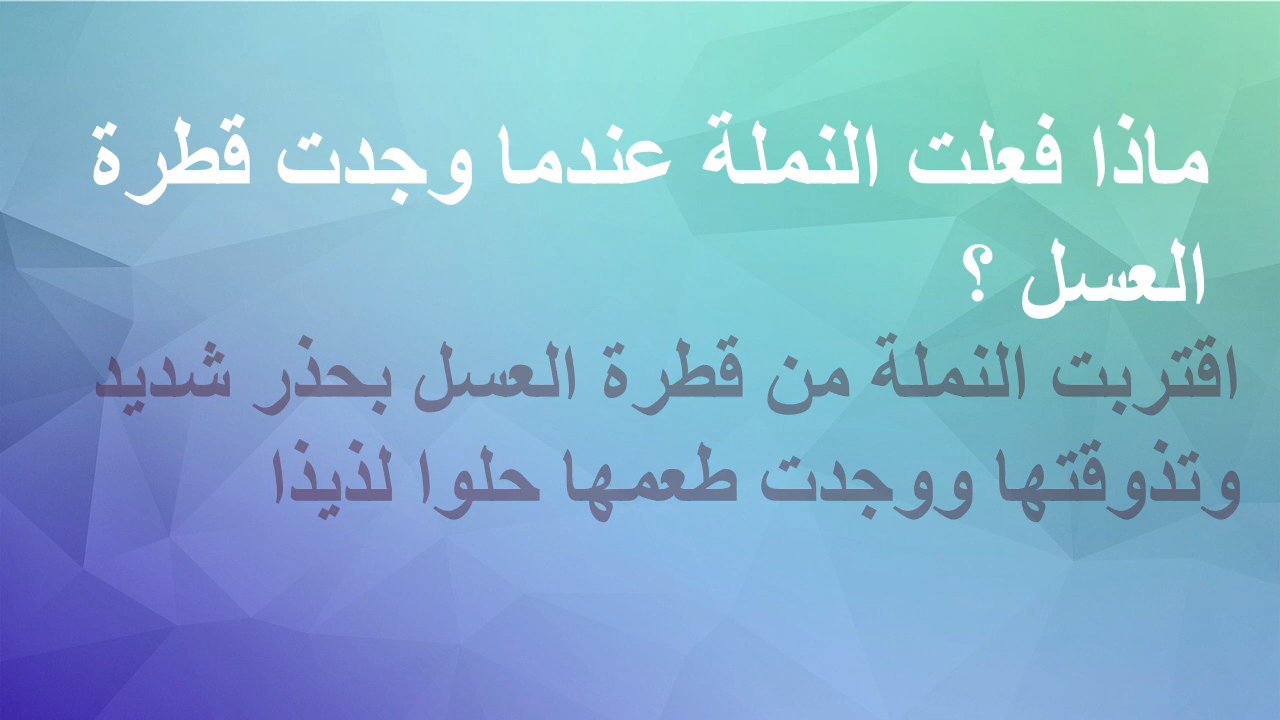 ماذا فعلت النملة عندما وجدت قطرة
العسل ؟
اقتربت النملة من قطرة العسل بحذر شديد
وتذوقتها ووجدت طعمها حلوا لذيذا